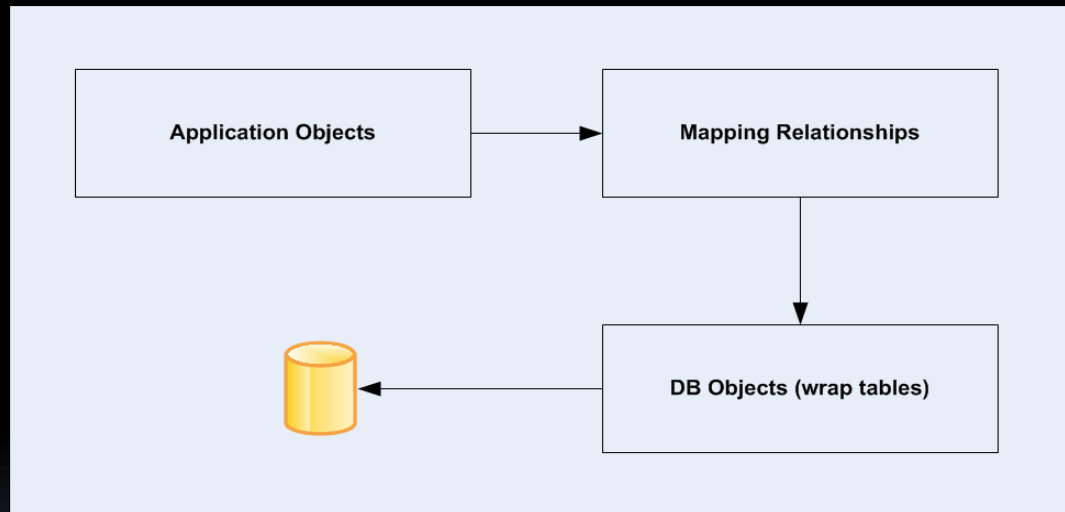 Application Objects
Mapping Relationships
DB Objects (wrap tables)